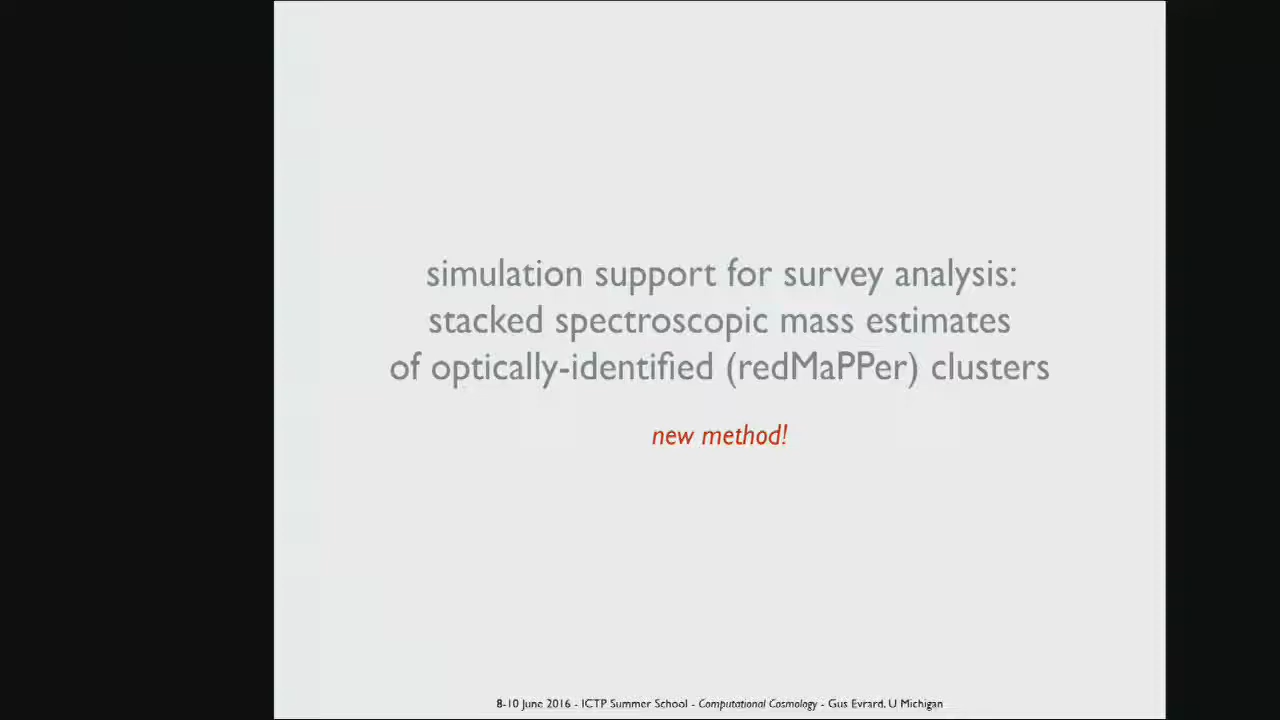 simulation support for survey analysis:
stacked spectroscopic mass estimates
of optically-identified (redMaPPer) clusters
new method!
8-10 June 2016 - ICTP Summer School - Computational Cosmology - Gus Evrard, U Michigan